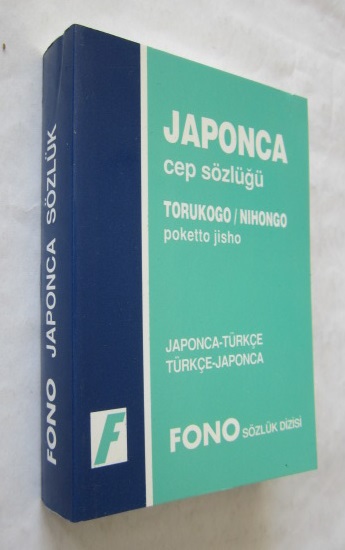 JAPONCA
cep sözlüğü
TORUKOGO / NIHONGO
poketto jisho
JAPONCA-TÜRKÇE
TÜRKÇE-JAPONCA
FONO SÖZLÜK DİZİSİ
F
FONO JAPONCA SÖZLÜK